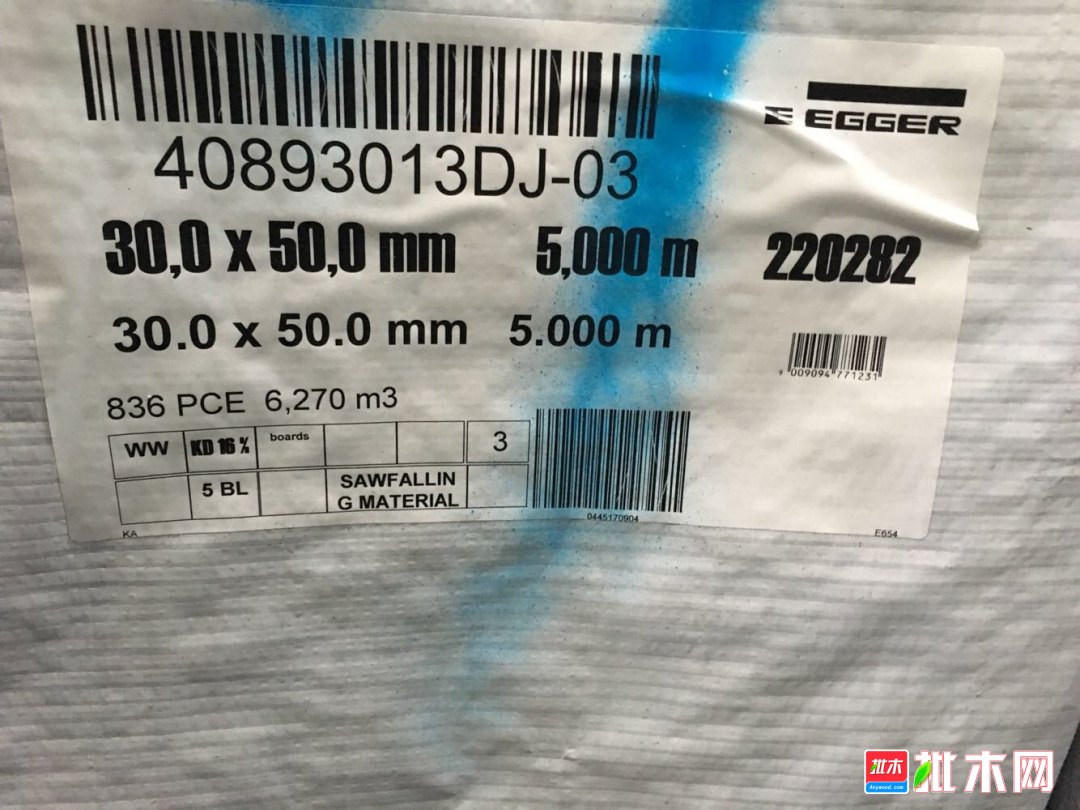 EGGER
40893013DJ-03
30,0 x 50,0 mm 5,000 m 220282
30.0 x 50.0 mm 5.000 m
9 009094 771231
836 PCE 6,270 m3
WW KD 16 % boards 3
5 BL SAWFALLIN
G MATERIAL
0445170904
KA E654
批木 批木网
Anywood.com